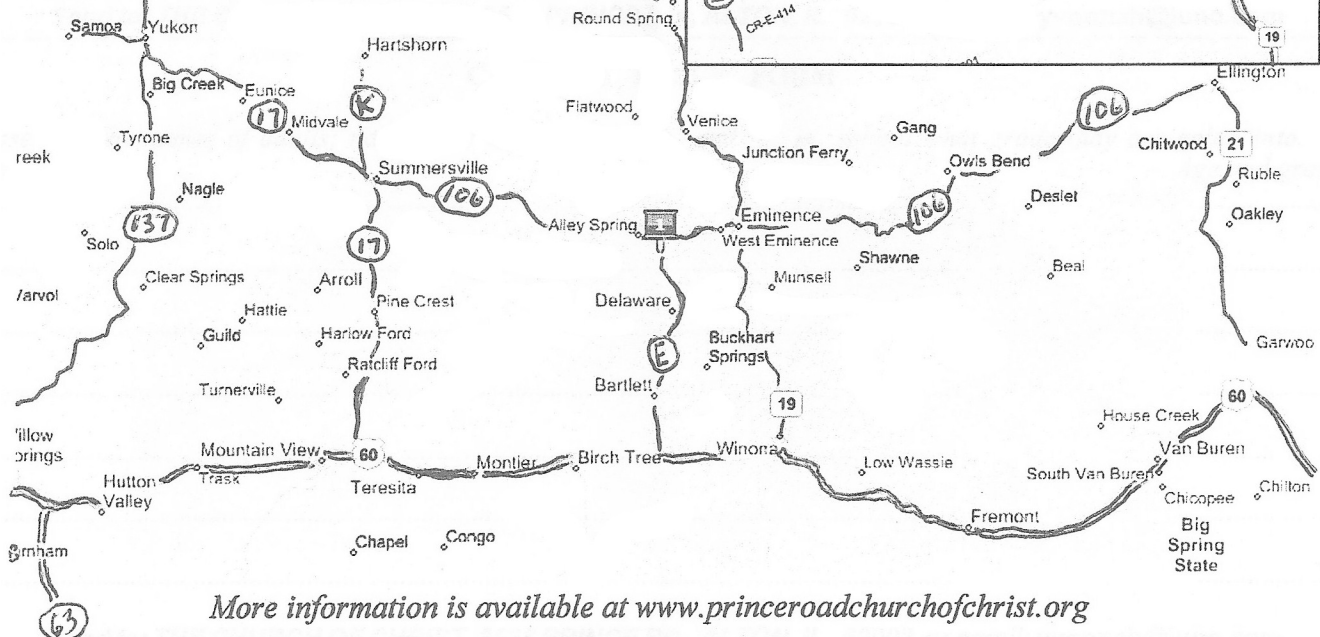 Round Spring
CR-E-414
19
Samoa
Yukon
Hartshorn
Ellington
Big Creek
Eunice
K
17
Midvale
Flatwood
Venice
106
Gang
Tyrone
reek
Junction Ferry
Chitwood
21
Summersville
Owls Bend
Ruble
Nagle
106
Deslet
137
Alley Spring
Eminence
106
Oakley
Solo
17
West Eminence
Shawne
Beal
Clear Springs
Arroll
Munsell
/arvol
Pine Crest
Delaware
Hattie
Guild
Harlow Ford
Buckhart
Springs
Garwoo
E
Ratcliff Ford
Turnerville
Bartlett
19
60
House Creek
'illow
prings
Mountain View
60
Montier
Birch Tree
Winona
Van Buren
Low Wassie
South Van Buren
Hutton
Valley
Trask
Teresita
Chicopee
Chilton
Fremont
Big
Spring
State
Chapel
Congo
63
More information is available at www.princeroadchurchofchrist.org